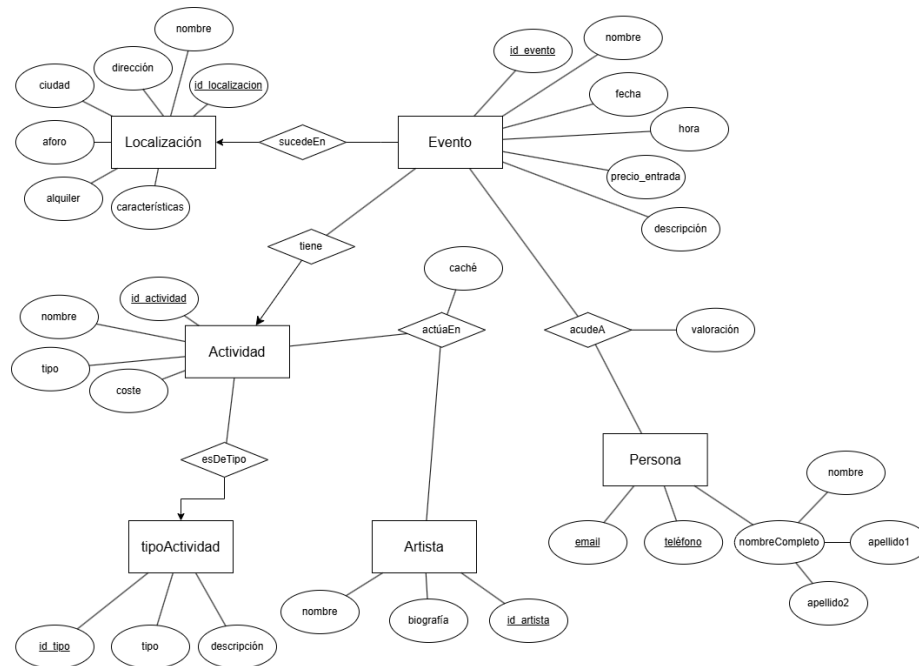 nombre
nombre
id_evento
dirección
ciudad
id_localizacion
fecha
hora
aforo
Localización
sucedeEn
Evento
precio_entrada
alquiler
características
descripción
tiene
caché
id_actividad
nombre
actúaEn
acudeA
valoración
Actividad
tipo
coste
esDeTipo
Persona
nombre
tipoActividad
Artista
email
teléfono
nombreCompleto
apellido1
apellido2
nombre
biografía
id_artista
id_tipo
tipo
descripción